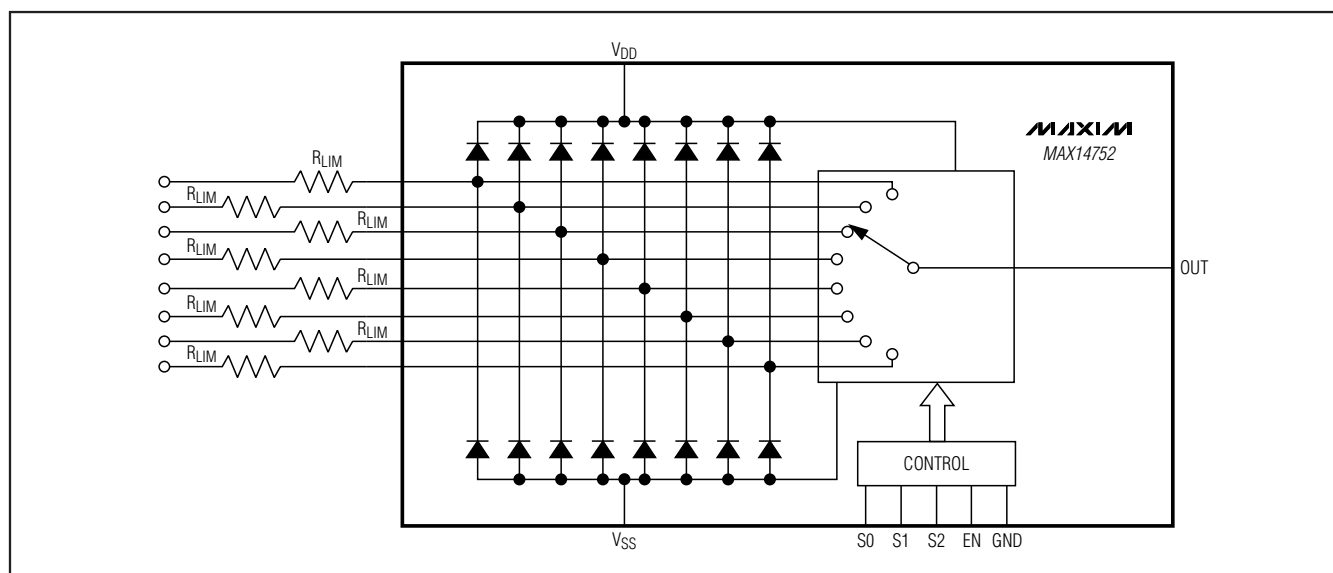 VDD
MAXIM
MAX14752
RLIM
RLIM
RLIM
RLIM
RLIM
RLIM
RLIM
RLIM
OUT
CONTROL
VSS
S0 S1 S2 EN GND